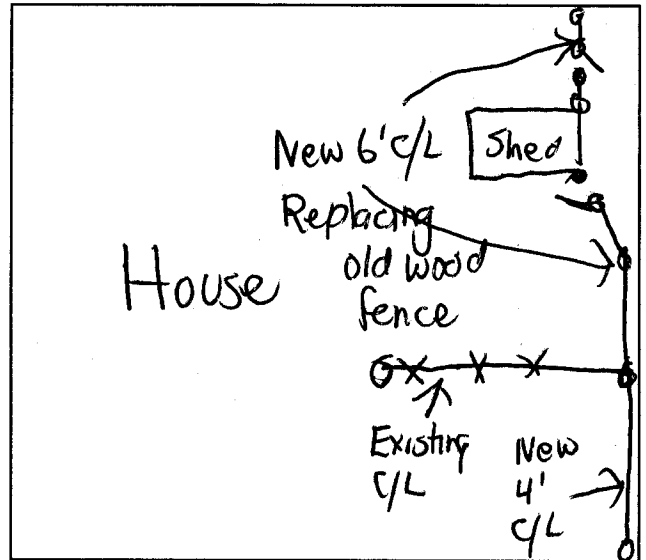 New 6' C/L
Shed
Replacing
old wood
fence
House
Existing
C/L
New
4'
C/L